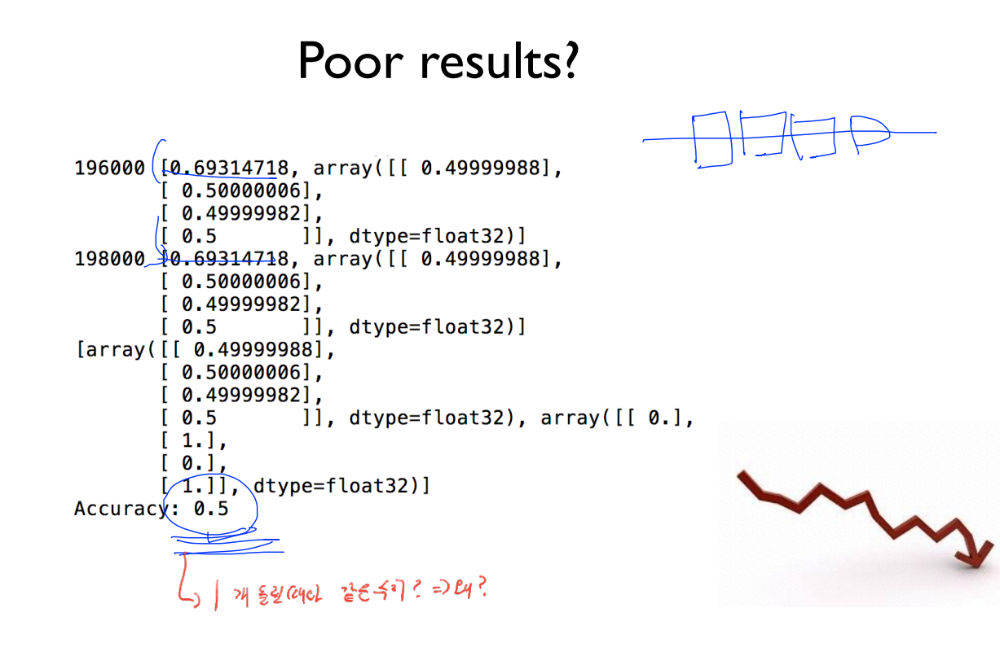 Poor results?
196000 [0.69314718, array([[ 0.49999988],
[ 0.50000006],
[ 0.49999982],
[ 0.5 ]], dtype=float32)]
198000 [0.69314718, array([[ 0.49999988],
[ 0.50000006],
[ 0.49999982],
[ 0.5 ]], dtype=float32)]
[array([[ 0.49999988],
[ 0.50000006],
[ 0.49999982],
[ 0.5 ]], dtype=float32), array([[ 0.],
[ 1.],
[ 0.],
[ 1.]], dtype=float32)]
Accuracy: 0.5
1개 돌릴때랑 같은 수치? => 왜?